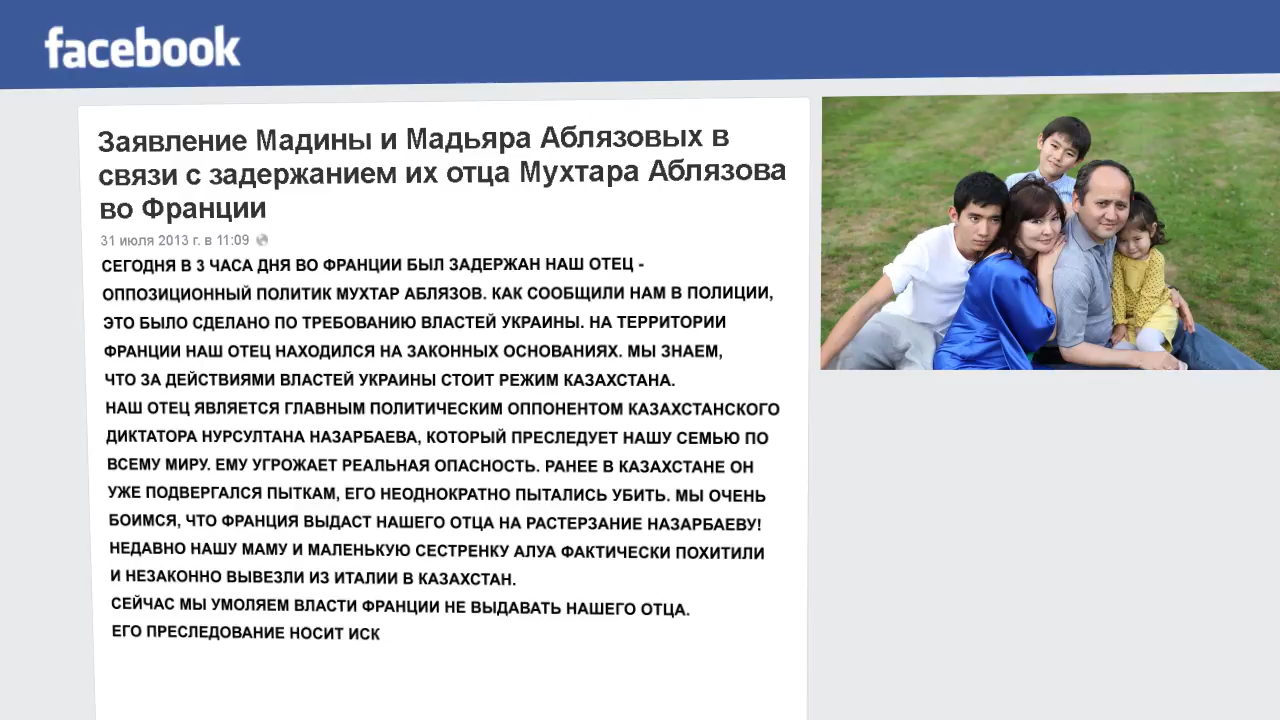 facebook
Заявление Мадины и Мадьяра Аблязовых в
связи с задержанием их отца Мухтара Аблязова
во Франции
31 июля 2013 г. в 11:09
СЕГОДНЯ В 3 ЧАСА ДНЯ ВО ФРАНЦИИ БЫЛ ЗАДЕРЖАН НАШ ОТЕЦ -
ОППОЗИЦИОННЫЙ ПОЛИТИК МУХТАР АБЛЯЗОВ. КАК СООБЩИЛИ НАМ В ПОЛИЦИИ,
ЭТО БЫЛО СДЕЛАНО ПО ТРЕБОВАНИЮ ВЛАСТЕЙ УКРАИНЫ. НА ТЕРРИТОРИИ
ФРАНЦИИ НАШ ОТЕЦ НАХОДИЛСЯ НА ЗАКОННЫХ ОСНОВАНИЯХ. МЫ ЗНАЕМ,
ЧТО ЗА ДЕЙСТВИЯМИ ВЛАСТЕЙ УКРАИНЫ СТОИТ РЕЖИМ КАЗАХСТАНА.
НАШ ОТЕЦ ЯВЛЯЕТСЯ ГЛАВНЫМ ПОЛИТИЧЕСКИМ ОППОНЕНТОМ КАЗАХСТАНСКОГО
ДИКТАТОРА НУРСУЛТАНА НАЗАРБАЕВА, КОТОРЫЙ ПРЕСЛЕДУЕТ НАШУ СЕМЬЮ ПО
ВСЕМУ МИРУ. ЕМУ УГРОЖАЕТ РЕАЛЬНАЯ ОПАСНОСТЬ. РАНЕЕ В КАЗАХСТАНЕ ОН
УЖЕ ПОДВЕРГАЛСЯ ПЫТКАМ, ЕГО НЕОДНОКРАТНО ПЫТАЛИСЬ УБИТЬ. МЫ ОЧЕНЬ
БОИМСЯ, ЧТО ФРАНЦИЯ ВЫДАСТ НАШЕГО ОТЦА НА РАСТЕРЗАНИЕ НАЗАРБАЕВУ!
НЕДАВНО НАШУ МАМУ И МАЛЕНЬКУЮ СЕСТРЕНКУ АЛУА ФАКТИЧЕСКИ ПОХИТИЛИ
И НЕЗАКОННО ВЫВЕЗЛИ ИЗ ИТАЛИИ В КАЗАХСТАН.
СЕЙЧАС МЫ УМОЛЯЕМ ВЛАСТИ ФРАНЦИИ НЕ ВЫДАВАТЬ НАШЕГО ОТЦА.
ЕГО ПРЕСЛЕДОВАНИЕ НОСИТ ИСК